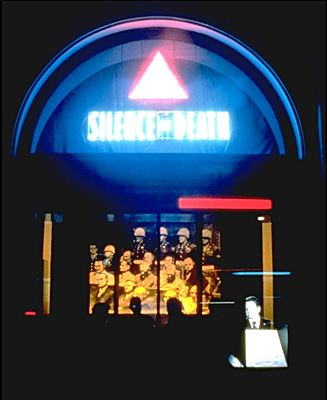 SILENCE = DEATH